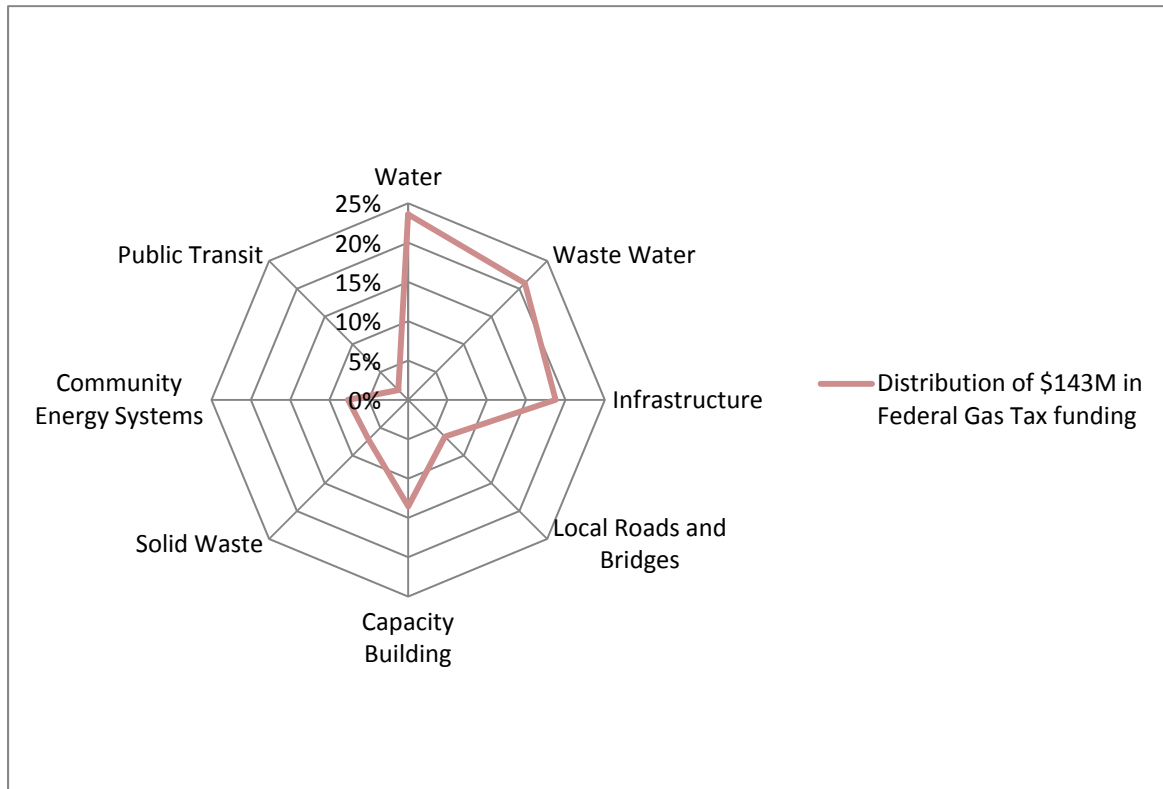 Water
25%
20%
15%
10%
5%
0%
Public Transit
Waste Water
Community
Energy Systems
Infrastructure
Distribution of $143M in
Federal Gas Tax funding
Solid Waste
Local Roads and
Bridges
Capacity
Building